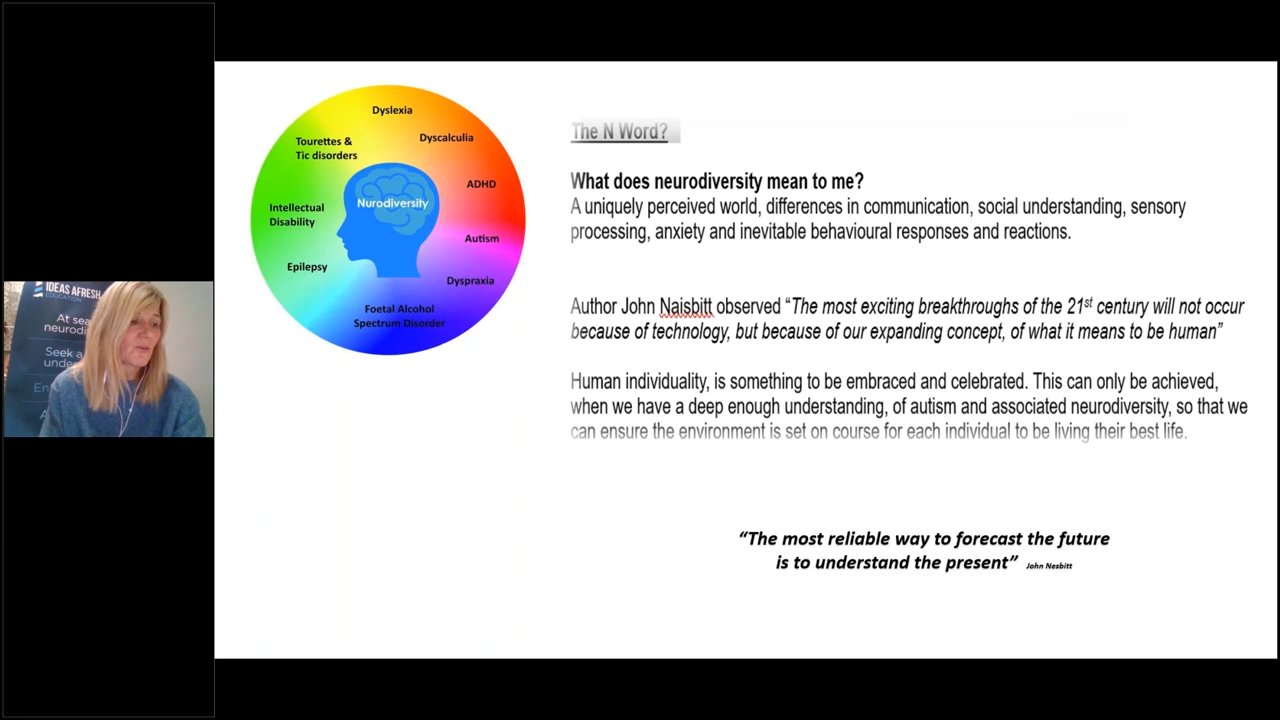 Dyslexia
Dyscalculia
Tourettes &
Tic disorders
ADHD
Nurodiversity
Intellectual
Disability
Autism
Epilepsy
Dyspraxia
Foetal Alcohol
Spectrum Disorder
The N Word?
What does neurodiversity mean to me?
A uniquely perceived world, differences in communication, social understanding, sensory
processing, anxiety and inevitable behavioural responses and reactions.
Author John Naisbitt observed “The most exciting breakthroughs of the 21st century will not occur
because of technology, but because of our expanding concept, of what it means to be human”
Human individuality, is something to be embraced and celebrated. This can only be achieved,
when we have a deep enough understanding, of autism and associated neurodiversity, so that we
can ensure the environment is set on course for each individual to be living their best life.
“The most reliable way to forecast the future
is to understand the present” John Nesbitt
IDEAS AFRESH
EDUCATION
At sea
Seek a